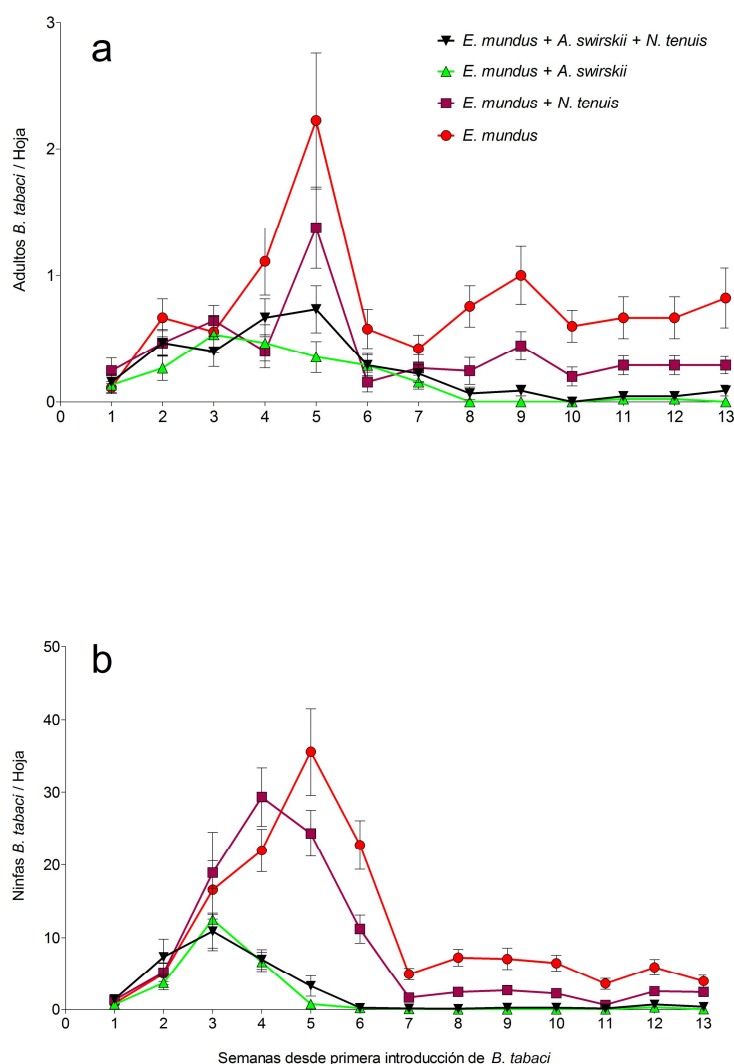 a
3
2
1
0
Adultos B. tabaci / Hoja
E. mundus + A. swirskii + N. tenuis
E. mundus + A. swirskii
E. mundus + N. tenuis
E. mundus
0 1 2 3 4 5 6 7 8 9 10 11 12 13
b
50
40
30
20
10
0
Ninfas B. tabaci / Hoja
0 1 2 3 4 5 6 7 8 9 10 11 12 13
Semanas desde primera introducción de B. tabaci